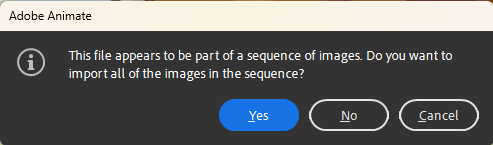 Adobe Animate
This file appears to be part of a sequence of images. Do you want to
import all of the images in the sequence?
Yes
No
Cancel